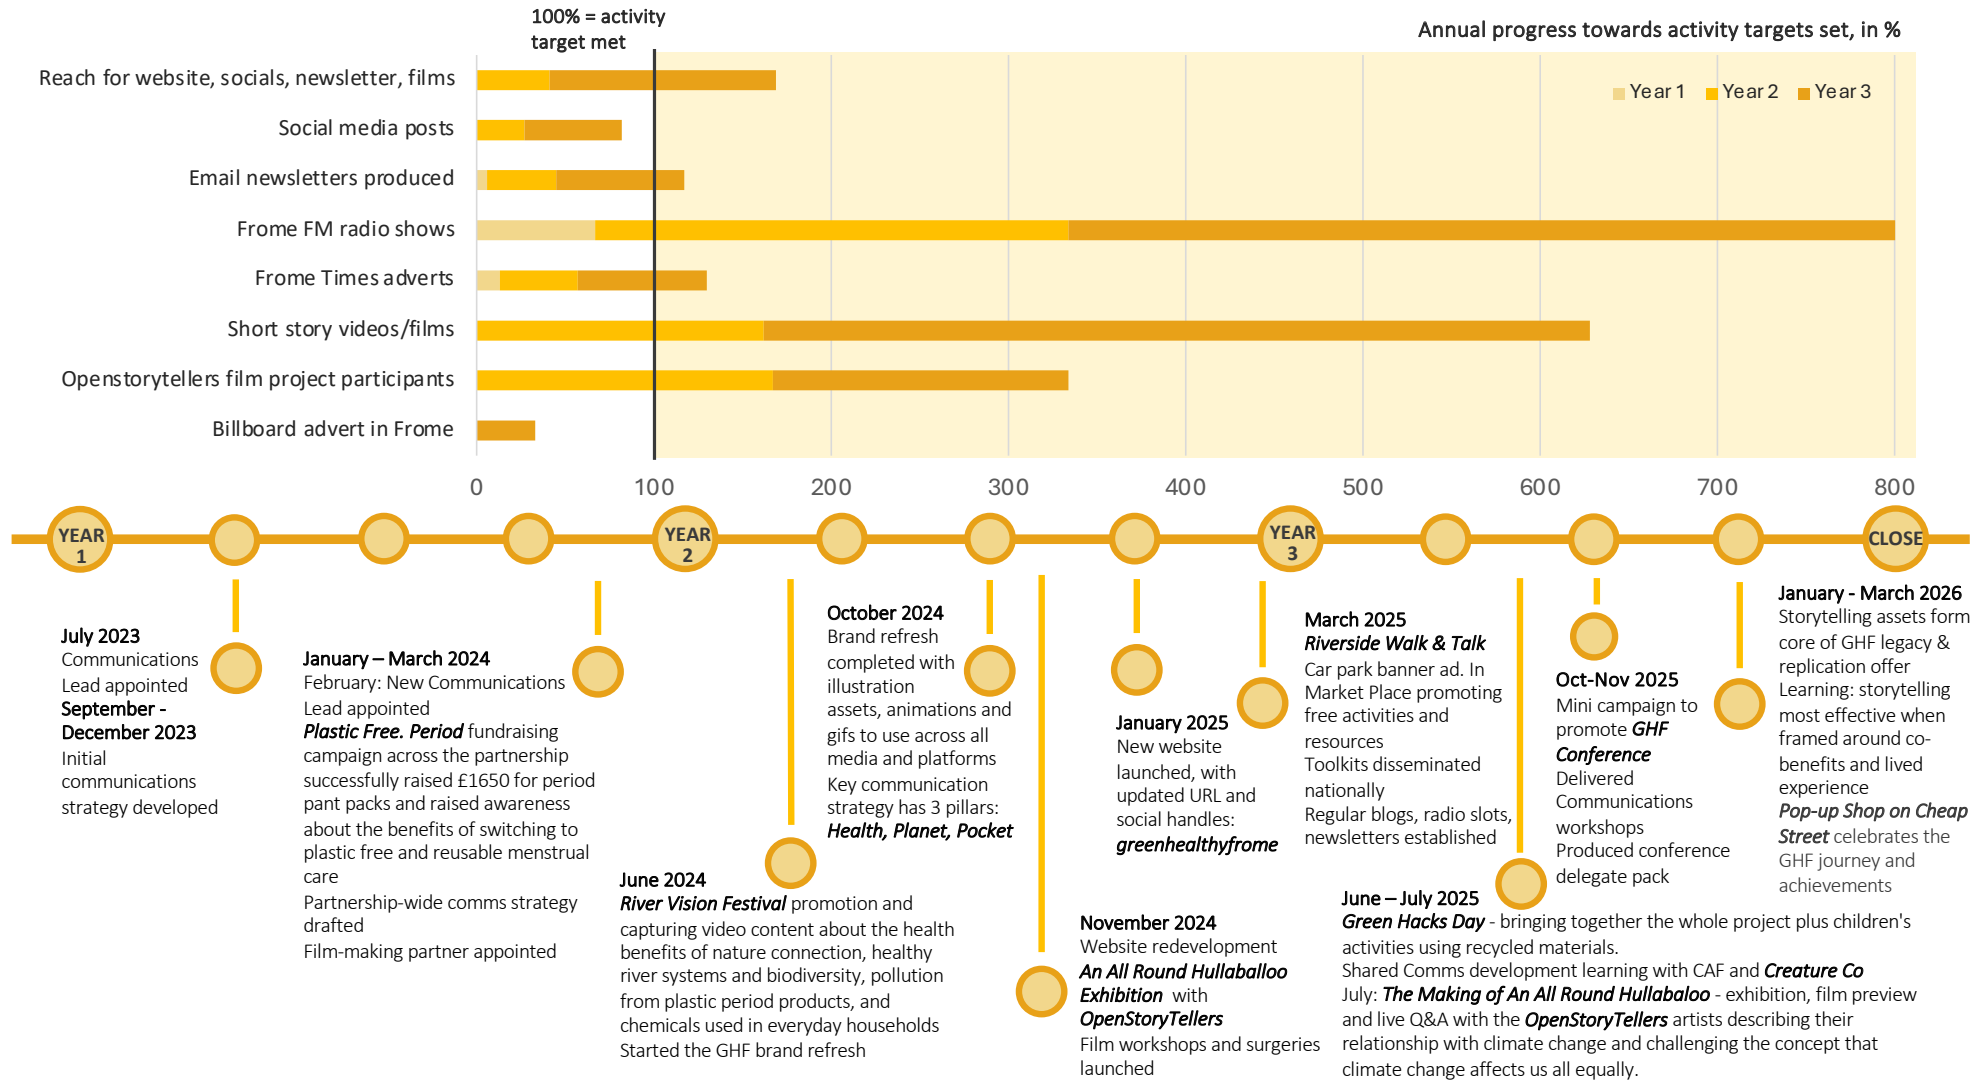 100% = activity
target met
Annual progress towards activity targets set, in %
Year 1
Year 2
Year 3
Reach for website, socials, newsletter, films
Social media posts
Email newsletters produced
Frome FM radio shows
Frome Times adverts
Short story videos/films
Openstorytellers film project participants
Billboard advert in Frome
0
100
200
300
400
500
600
700
800
YEAR
1
YEAR
2
YEAR
3
CLOSE
July 2023
Communications
Lead appointed
September -
December 2023
Initial
communications
strategy developed
January – March 2024
February: New Communications
Lead appointed
Plastic Free. Period fundraising
campaign across the partnership
successfully raised £1650 for period
pant packs and raised awareness
about the benefits of switching to
plastic free and reusable menstrual
care
Partnership-wide comms strategy
drafted
Film-making partner appointed
June 2024
River Vision Festival promotion and
capturing video content about the health
benefits of nature connection, healthy
river systems and biodiversity, pollution
from plastic period products, and
chemicals used in everyday households
Started the GHF brand refresh
October 2024
Brand refresh
completed with
illustration
assets, animations and
gifs to use across all
media and platforms
Key communication
strategy has 3 pillars:
Health, Planet, Pocket
November 2024
Website redevelopment
An All Round Hullaballoo
Exhibition with
OpenStoryTellers
Film workshops and surgeries
launched
January 2025
New website
launched, with
updated URL and
social handles:
greenhealthyfrome
March 2025
Riverside Walk & Talk
Car park banner ad. In
Market Place promoting
free activities and
resources
Toolkits disseminated
nationally
Regular blogs, radio slots,
newsletters established
June – July 2025
Green Hacks Day - bringing together the whole project plus children's
activities using recycled materials.
Shared Comms development learning with CAF and Creature Co
July: The Making of An All Round Hullabaloo - exhibition, film preview
and live Q&A with the OpenStoryTellers artists describing their
relationship with climate change and challenging the concept that
climate change affects us all equally.
Oct-Nov 2025
Mini campaign to
promote GHF
Conference
Delivered
Communications
workshops
Produced conference
delegate pack
January - March 2026
Storytelling assets form
core of GHF legacy &
replication offer
Learning: storytelling
most effective when
framed around co-
benefits and lived
experience
Pop-up Shop on Cheap
Street celebrates the
GHF journey and
achievements